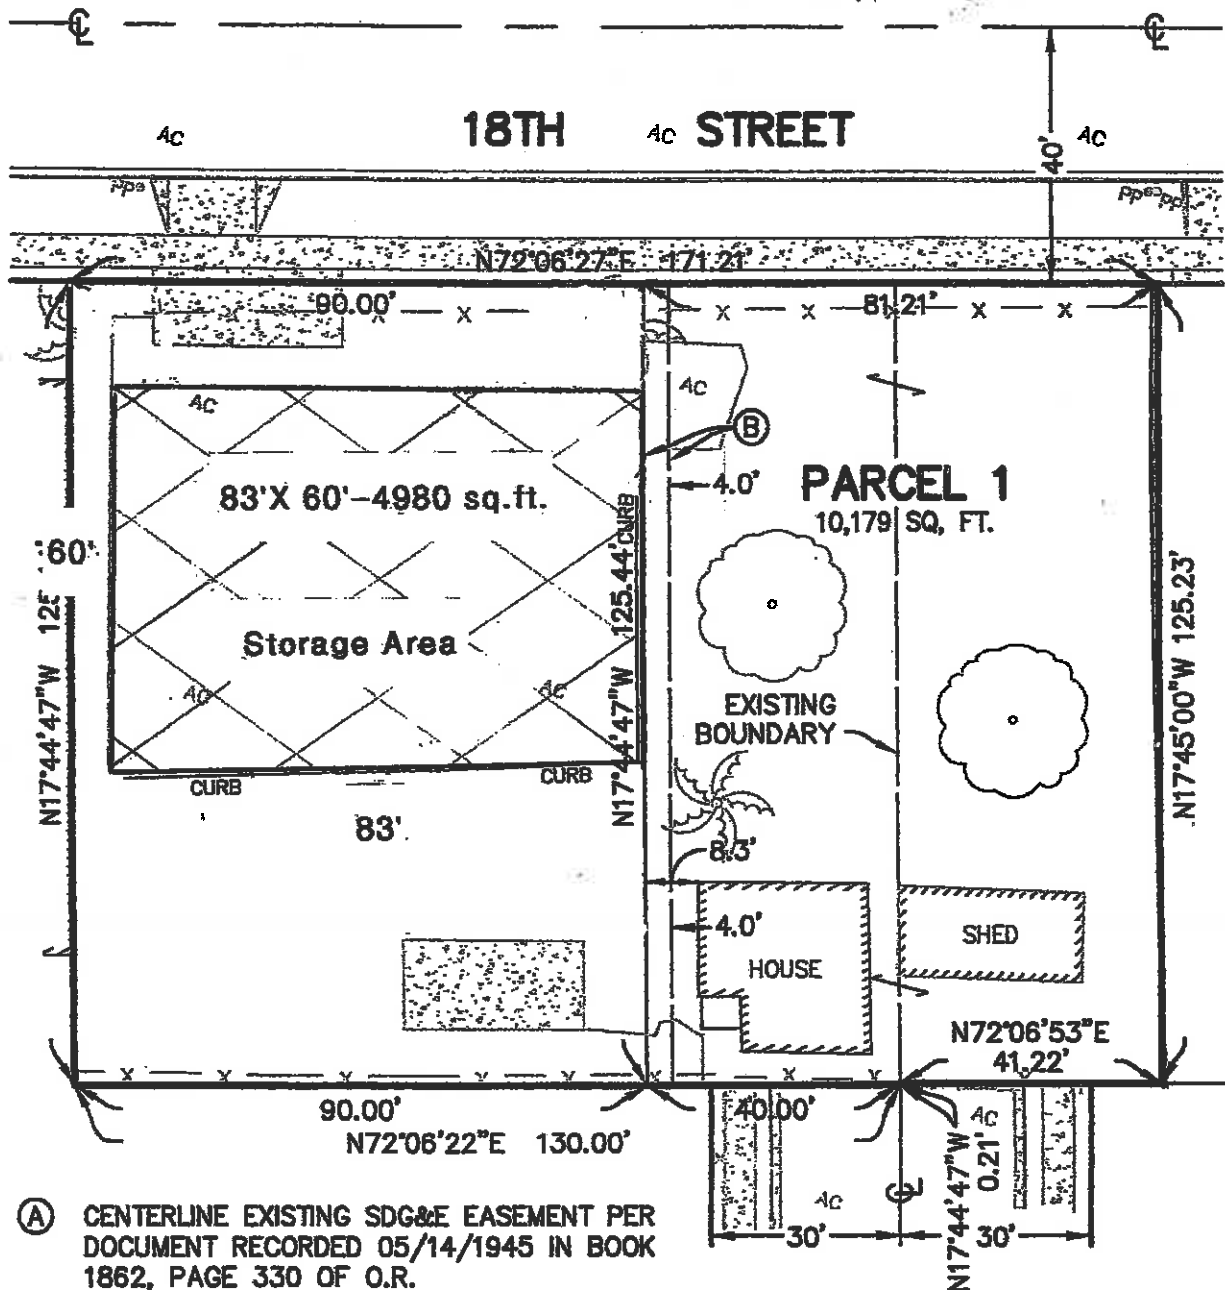 ℄ ℄
18TH STREET
AC AC AC
40'
N72°06'27"E 171.21'
90.00' 81.21'
AC
AC
B
83'X 60'-4980 sq.ft.
4.0'
PARCEL 1
10,179 SQ, FT.
CURB
60'
N17°44'47"W
N17°44'47"W 125.44'
N17°45'00"W 125.23'
Storage Area
AC AC
EXISTING
BOUNDARY
CURB CURB
83'
8.3'
4.0'
HOUSE
SHED
N72°06'53"E
41.22'
90.00' 40.00'
N72°06'22"E 130.00'
AC
AC
℄
N17°44'47"W
0.21'
30' 30'
A CENTERLINE EXISTING SDG&E EASEMENT PER
DOCUMENT RECORDED 05/14/1945 IN BOOK
1862, PAGE 330 OF O.R.